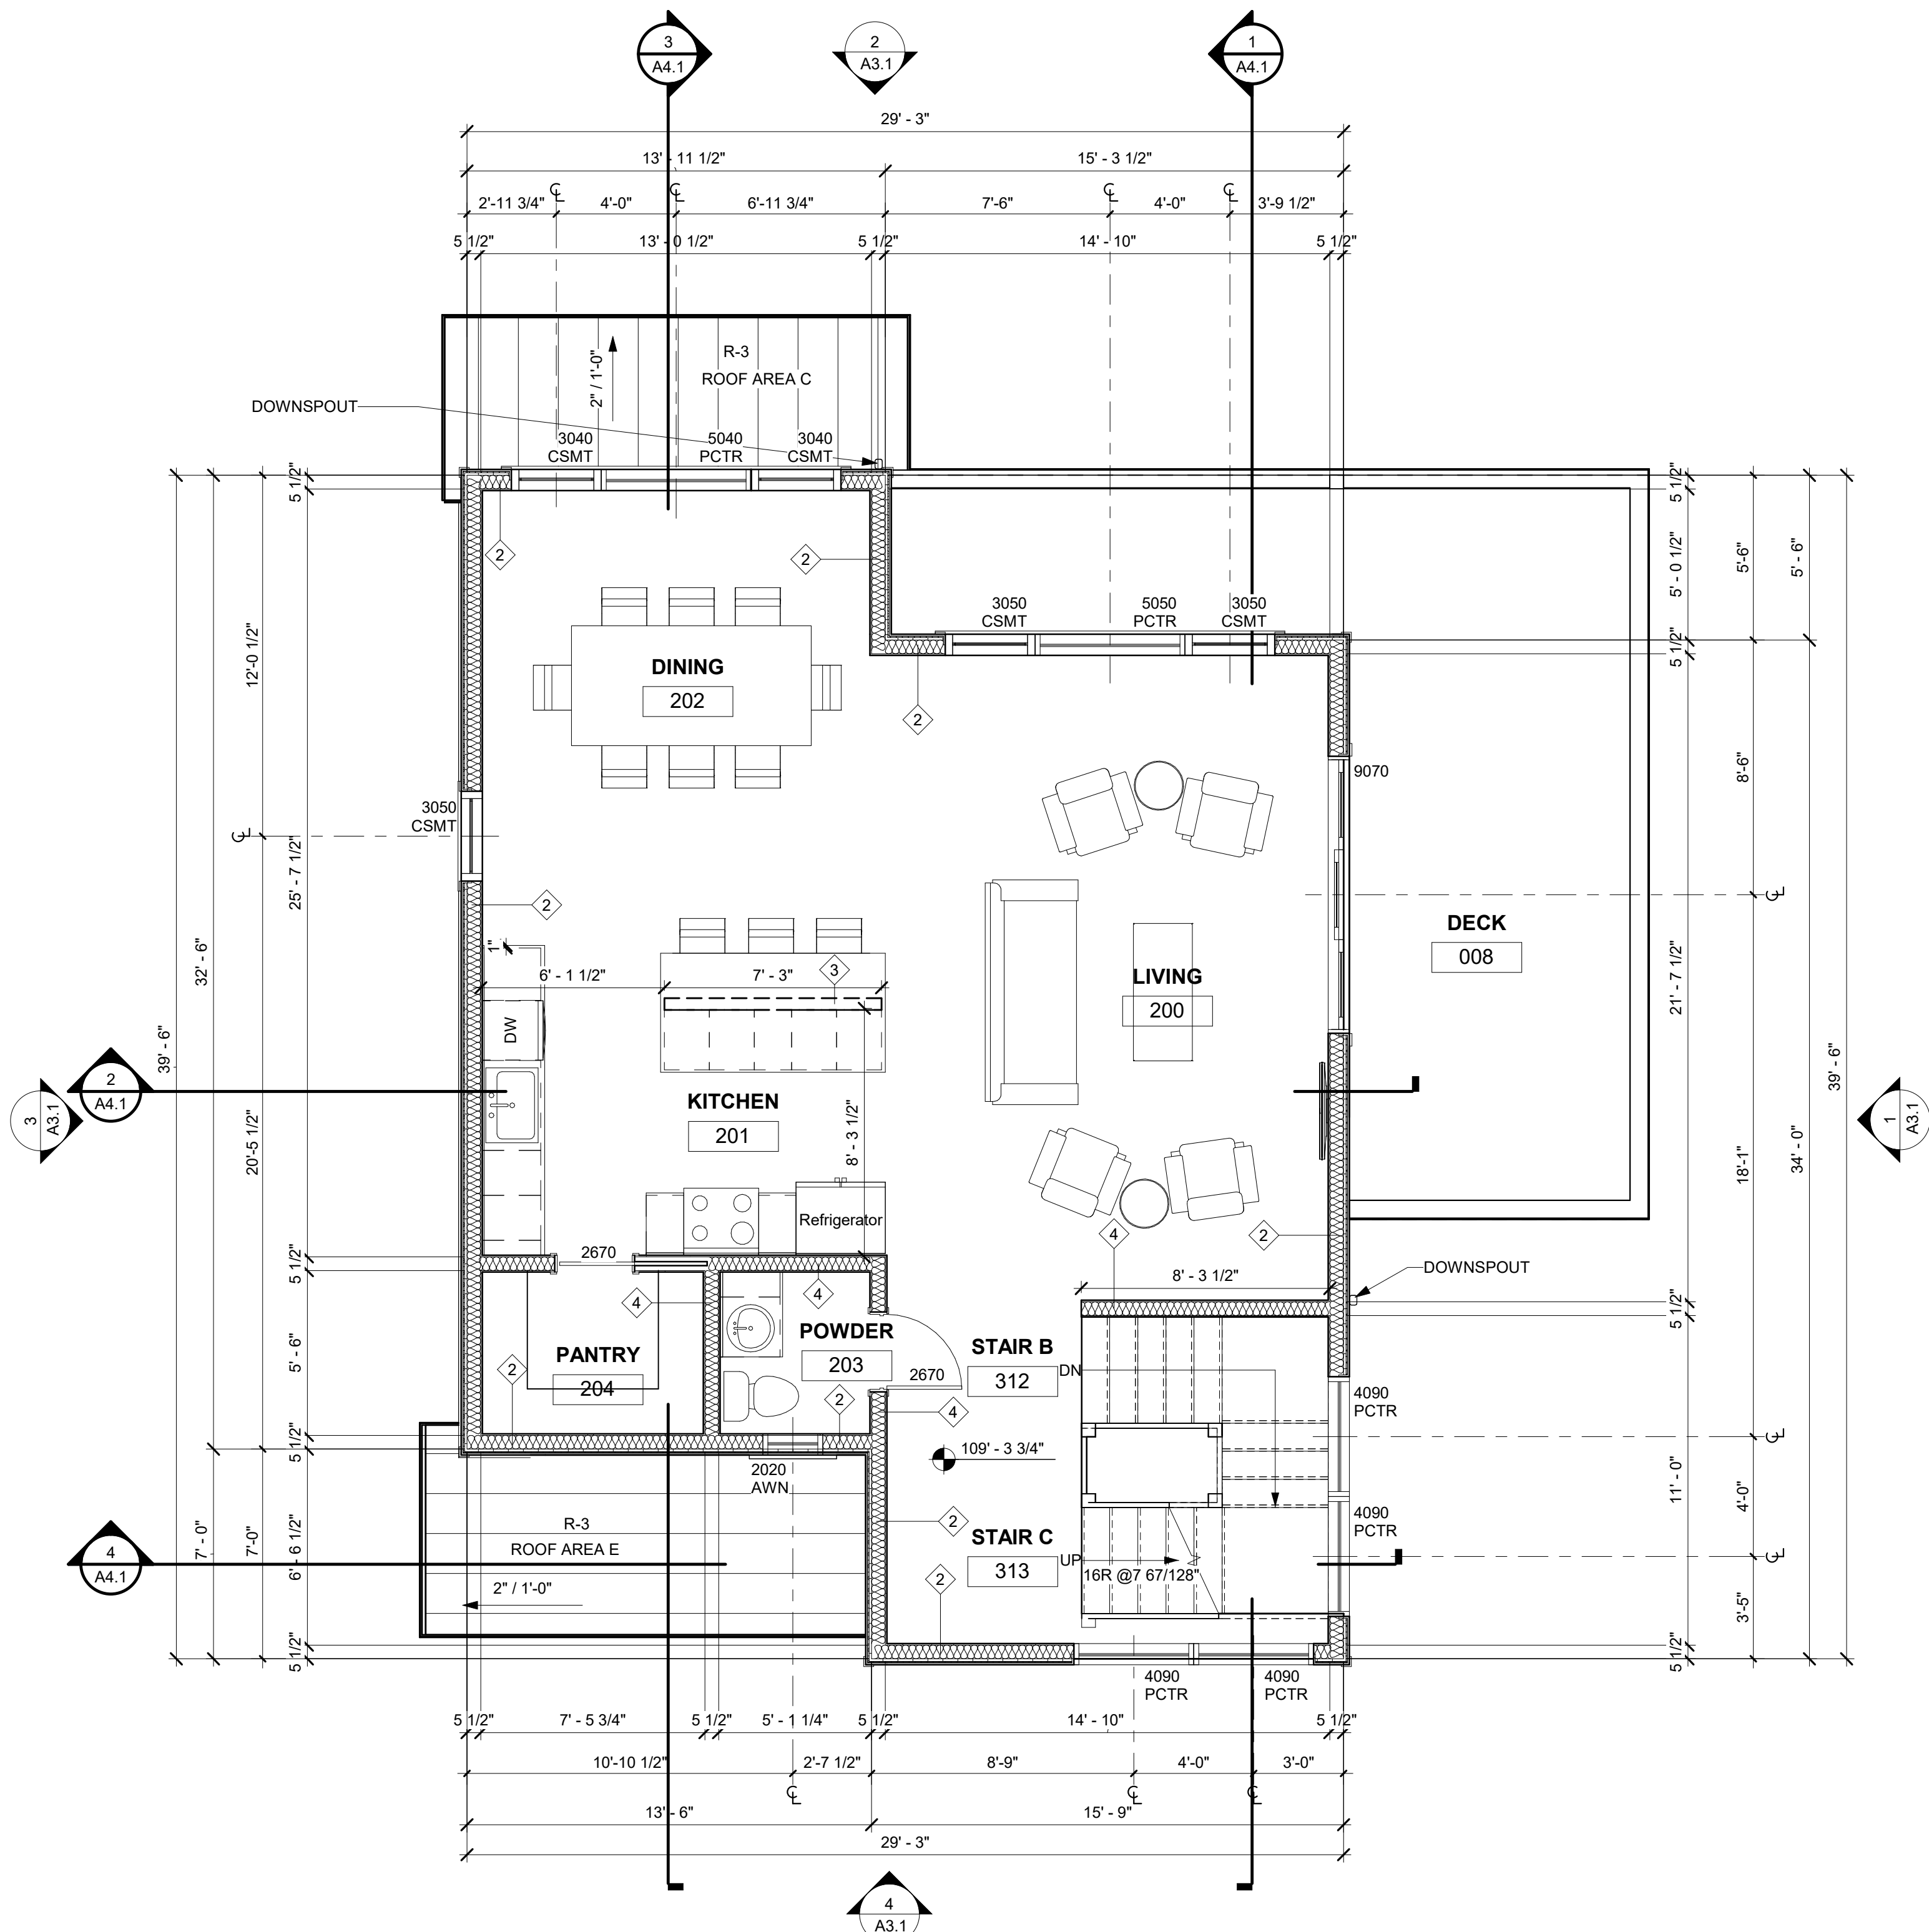 3
A4.1
2
A3.1
1
A4.1
29' - 3"
13' - 11 1/2"
15' - 3 1/2"
2'-11 3/4"
4'-0"
6'-11 3/4"
7'-6"
4'-0"
3'-9 1/2"
5 1/2"
13' - 0 1/2"
5 1/2"
14' - 10"
5 1/2"
R-3
ROOF AREA C
2" / 1'-0"
DOWNSPOUT
3040
CSMT
5040
PCTR
3040
CSMT
5 1/2"
5 1/2"
2
2
5' - 0 1/2"
5'-6"
5' - 6"
3050
CSMT
5050
PCTR
3050
CSMT
5 1/2"
12'-0 1/2"
DINING
202
2
9070
8'-6"
3050
CSMT
25' - 7 1/2"
2
DECK
008
32' - 6"
1"
6' - 1 1/2"
7' - 3"
3
LIVING
200
21' - 7 1/2"
39' - 6"
DW
39' - 6"
2
A4.1
3
A3.1
KITCHEN
201
8' - 3 1/2"
20'-5 1/2"
1
A3.1
18'-1"
34' - 0"
Refrigerator
4
2
5 1/2"
2670
8' - 3 1/2"
DOWNSPOUT
4
4
5 1/2"
POWDER
203
STAIR B
312
DN
5' - 6"
PANTRY
204
2
2670
2
4
4090
PCTR
5 1/2"
109' - 3 3/4"
2020
AWN
11' - 0"
4'-0"
R-3
ROOF AREA E
2
STAIR C
313
UP
16R @7 67/128"
4090
PCTR
4
A4.1
7' - 0"
7'-0"
6' - 6 1/2"
2" / 1'-0"
2
3'-5"
5 1/2"
5 1/2"
4090
PCTR
4090
PCTR
5 1/2"
7' - 5 3/4"
5 1/2"
5' - 1 1/4"
5 1/2"
14' - 10"
5 1/2"
10'-10 1/2"
2'-7 1/2"
8'-9"
4'-0"
3'-0"
13' - 6"
15' - 9"
29' - 3"
4
A3.1